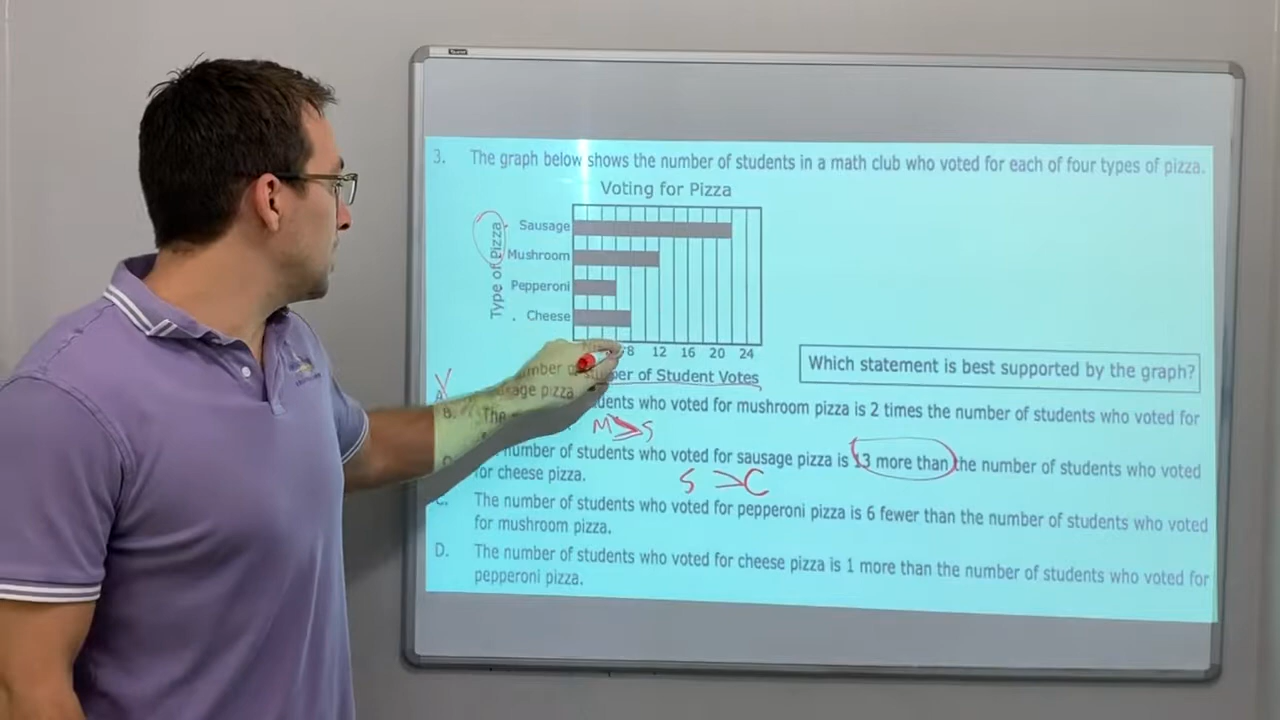 3. The graph below shows the number of students in a math club who voted for each of four types of pizza.
Voting for Pizza
Type of Pizza
Sausage
Mushroom
Pepperoni
Cheese
8 12 16 20 24
of Student Votes
Which statement is best supported by the graph?
students who voted for mushroom pizza is 2 times the number of students who voted for
sausage pizza
M > S
B. The number of students who voted for sausage pizza is 13 more than the number of students who voted
for cheese pizza.
S > C
C. The number of students who voted for pepperoni pizza is 6 fewer than the number of students who voted
for mushroom pizza.
D. The number of students who voted for cheese pizza is 1 more than the number of students who voted for
pepperoni pizza.